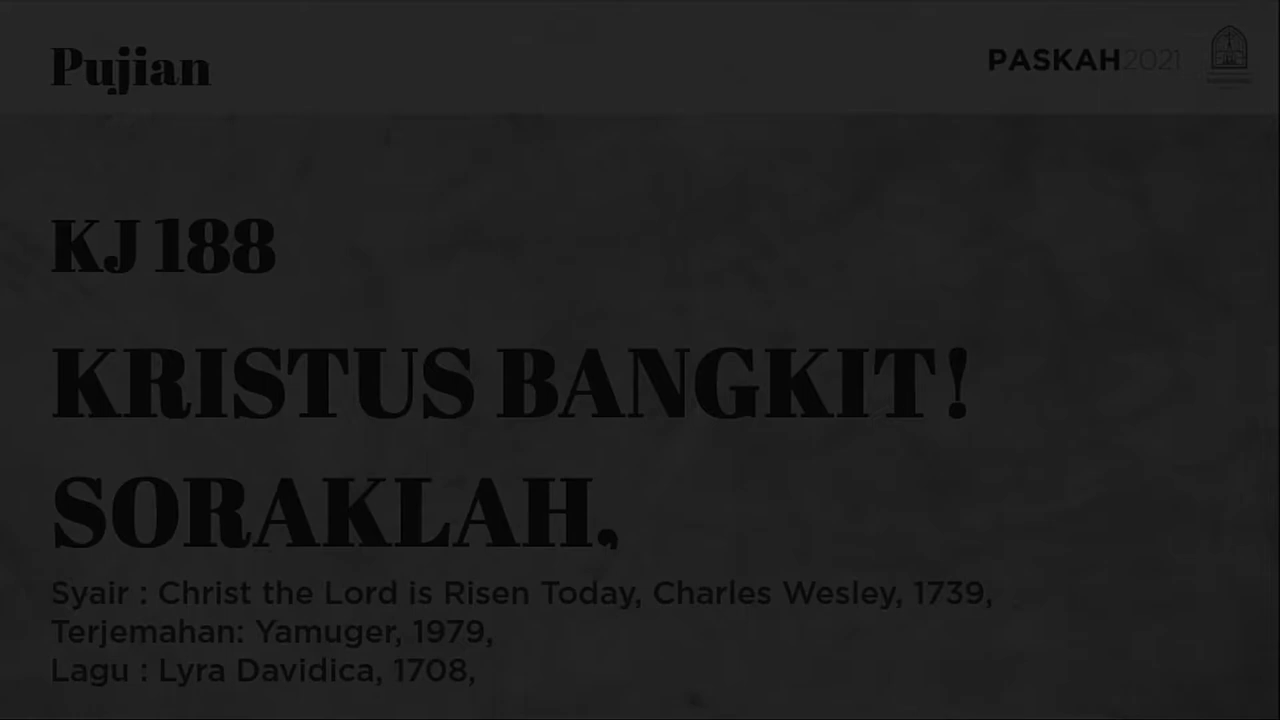 Pujian
PASKAH2021
KJ 188
KRISTUS BANGKIT!
SORAKLAH,
Syair : Christ the Lord is Risen Today, Charles Wesley, 1739,
Terjemahan: Yamuger, 1979,
Lagu : Lyra Davidica, 1708,